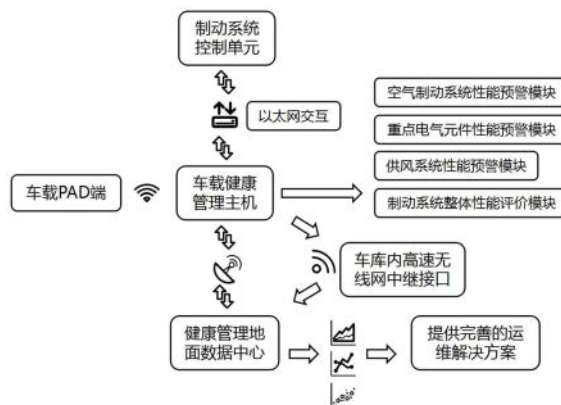 制动系统
控制单元
以太网交互
空气制动系统性能预警模块
重点电气元件性能预警模块
供风系统性能预警模块
制动系统整体性能评价模块
车载PAD端
车载健康
管理主机
车库内高速无
线网中继接口
健康管理地
面数据中心
提供完善的运
维解决方案